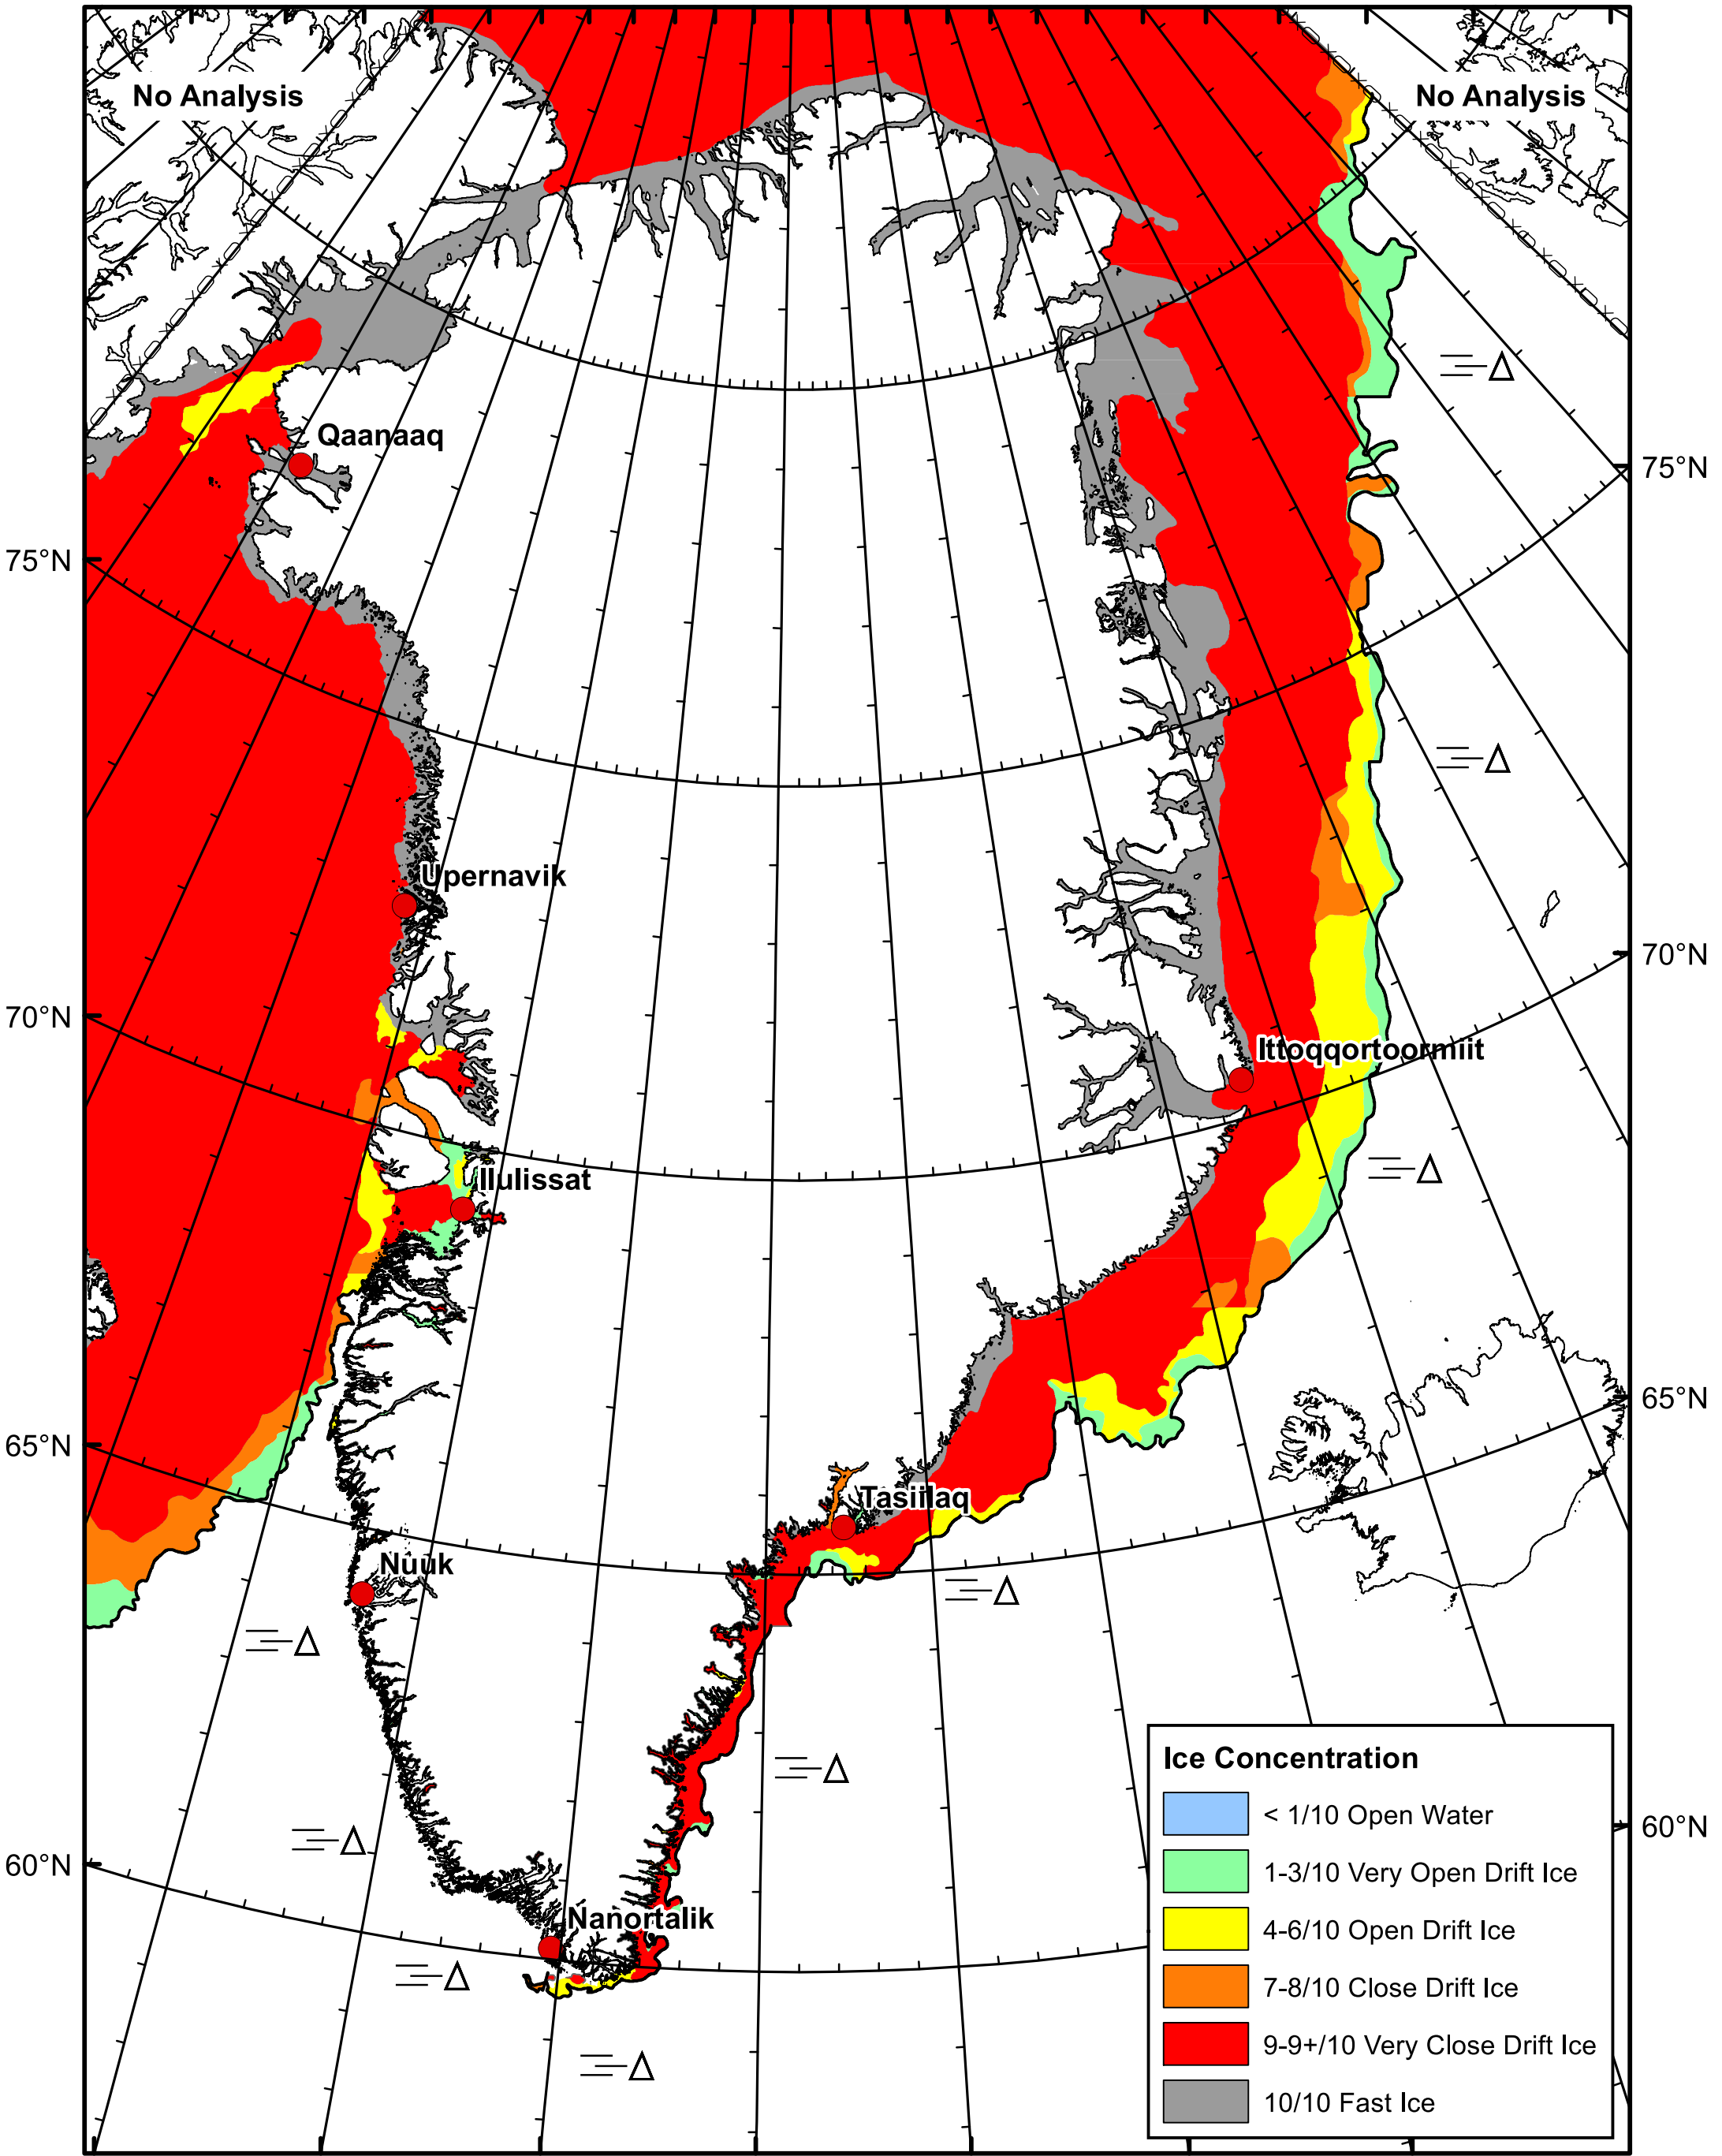 No Analysis
No Analysis
Qaanaaq
75°N
75°N
Upernavik
70°N
70°N
Ittoqqortoormiit
Ilulissat
65°N
65°N
Tasiilaq
Nuuk
60°N
60°N
Nanortalik
Ice Concentration
< 1/10 Open Water
1-3/10 Very Open Drift Ice
4-6/10 Open Drift Ice
7-8/10 Close Drift Ice
9-9+/10 Very Close Drift Ice
10/10 Fast Ice